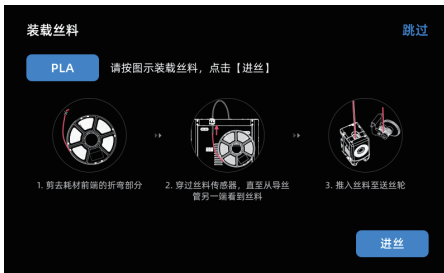 装载丝料
跳过
PLA
请按图示装载丝料，点击【进丝】
1. 剪去耗材前端的折弯部分
2. 穿过丝料传感器，直至从导丝
管另一端看到丝料
3. 推入丝料至送丝轮
进丝